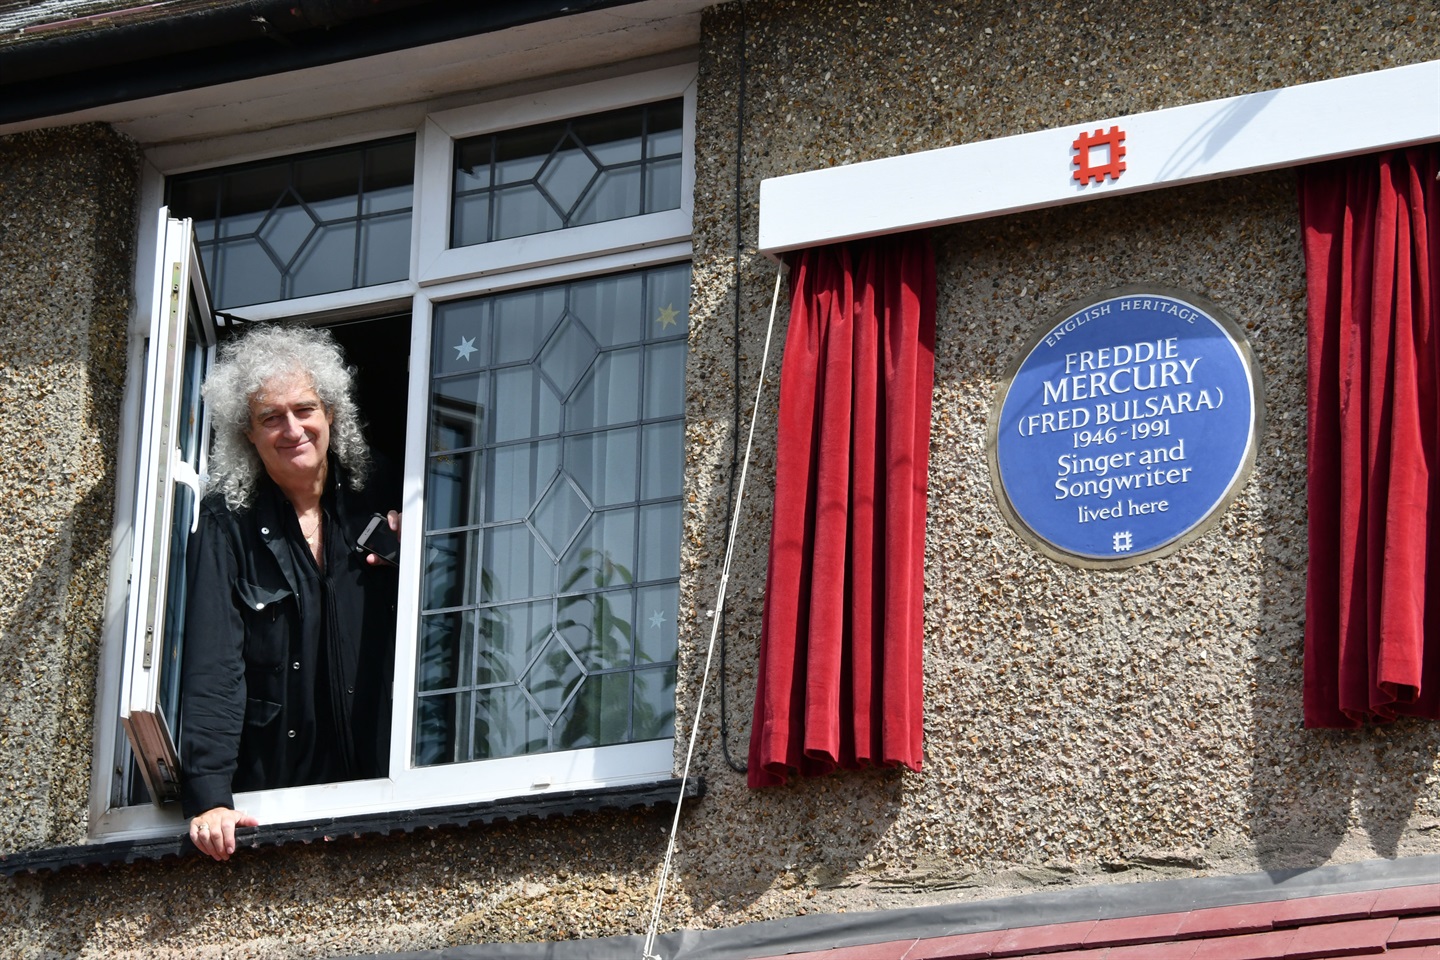 ENGLISH HERITAGE
FREDDIE
MERCURY
(FRED BULSARA)
1946-1991
Singer and
Songwriter
lived here